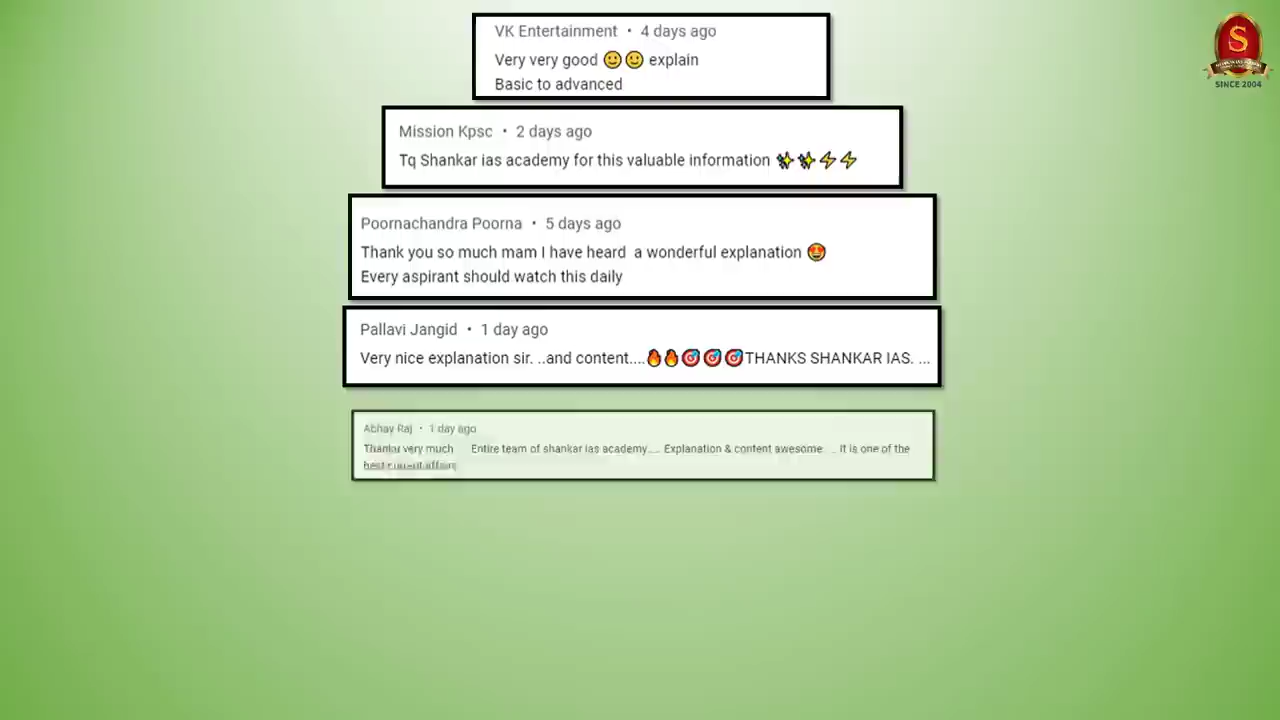 VK Entertainment • 4 days ago
Very very good 🙂🙂 explain
Basic to advanced
Mission Kpsc • 2 days ago
Tq Shankar ias academy for this valuable information ✨✨⚡⚡
Poornachandra Poorna • 5 days ago
Thank you so much mam I have heard a wonderful explanation 🤩
Every aspirant should watch this daily
Pallavi Jangid • 1 day ago
Very nice explanation sir. ..and content....🔥🔥🎯🎯🎯THANKS SHANKAR IAS. ...
Abhay Raj • 1 day ago
very much Entire team of shankar ias academy.... Explanation & content awesome. .. It is one of the
best current affairs
S
SINCE 2004